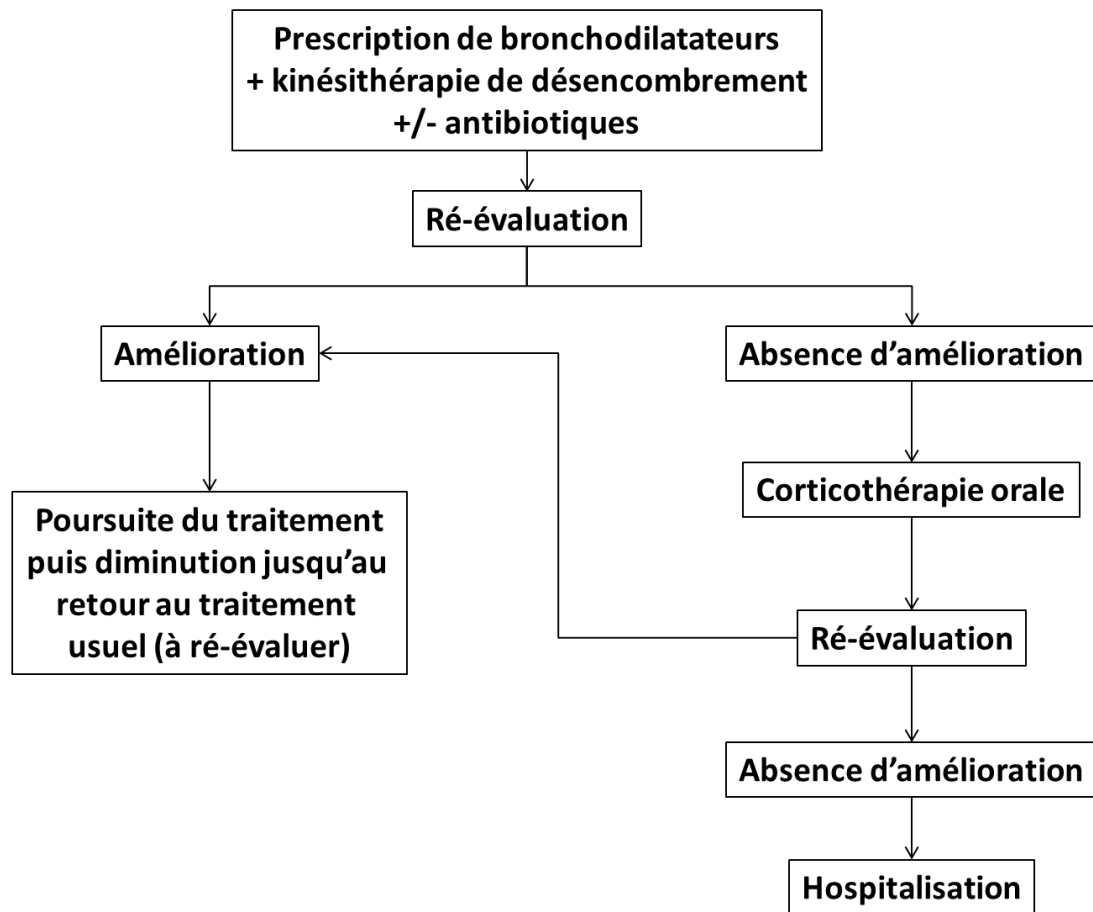 Prescription de bronchodilatateurs
+ kinésithérapie de désencombrement
+/- antibiotiques
Ré-évaluation
Amélioration
Absence d’amélioration
Corticothérapie orale
Poursuite du traitement
puis diminution jusqu’au
retour au traitement
usuel (à ré-évaluer)
Ré-évaluation
Absence d’amélioration
Hospitalisation